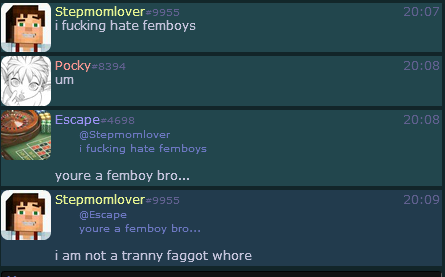 Stepmomlover#9955 20:07
i fucking hate femboys
Pocky#8394 20:08
um
Escape#4698 20:08
@Stepmomlover
i fucking hate femboys
youre a femboy bro...
Stepmomlover#9955 20:09
@Escape
youre a femboy bro...
i am not a tranny faggot whore